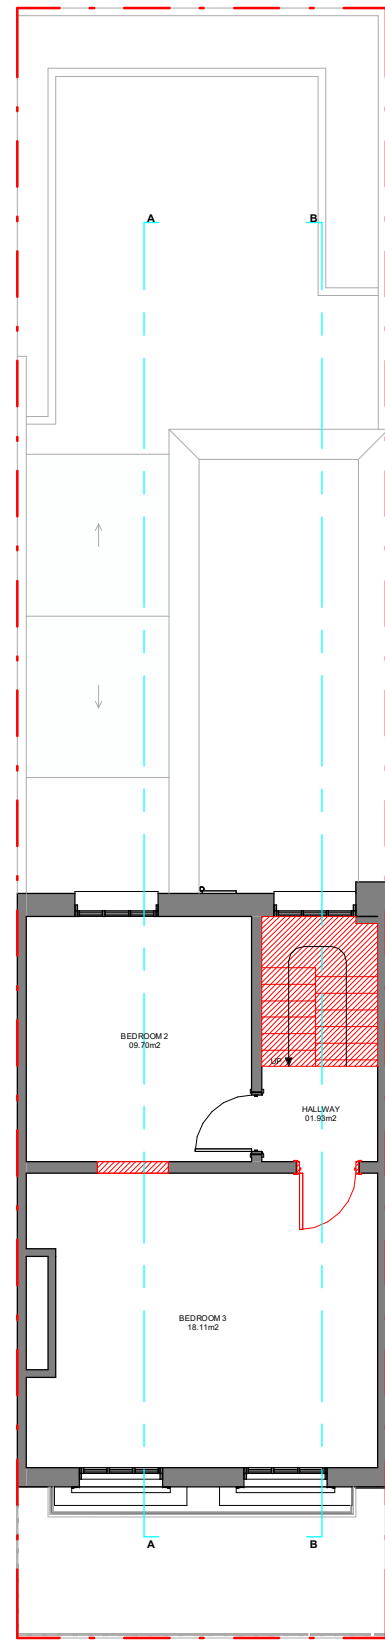 A
B
BEDROOM 2
09.70m2
UP
HALLWAY
01.93m2
BEDROOM 3
18.11m2
A
B